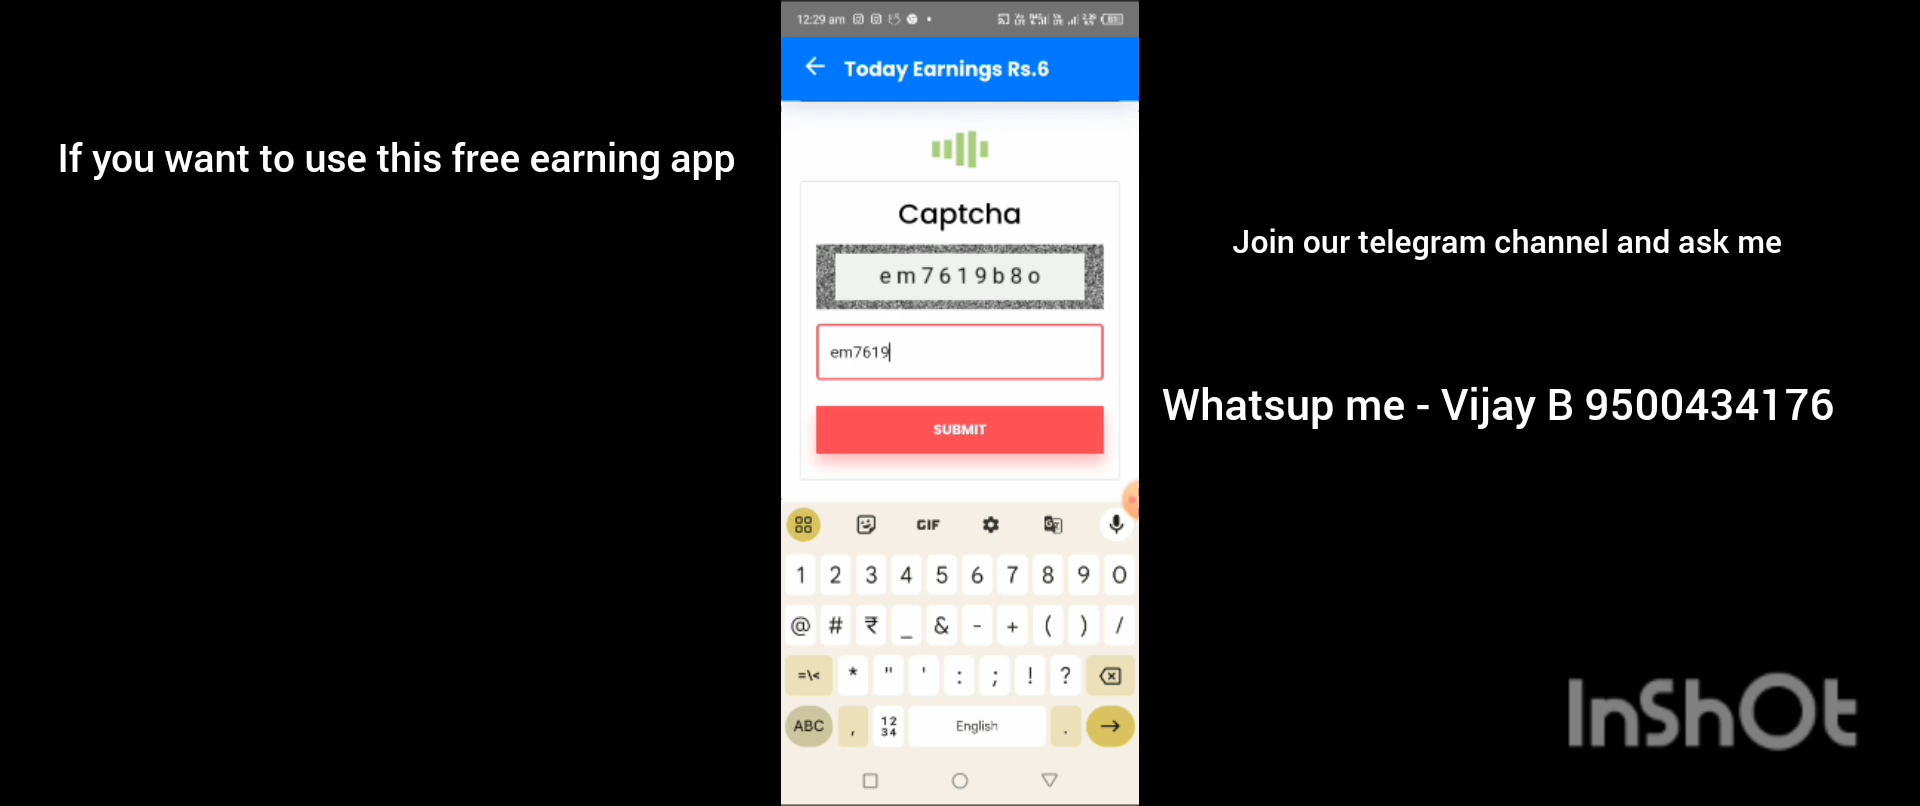 12:29 am
Today Earnings Rs.6
If you want to use this free earning app
Captcha
Join our telegram channel and ask me
em7619b8o
em7619
Whatsup me - Vijay B 9500434176
SUBMIT
GIF
1 2 3 4 5 6 7 8 9 0
@ # ₹ _ & - + ( ) /
=\< * " ' : ; ! ?
ABC , 12 34 English .
InShOt